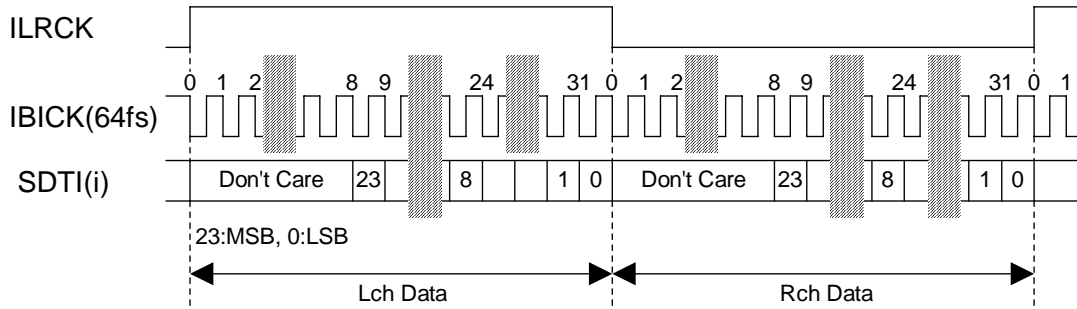 ILRCK
0 1 2 8 9 24 31 0 1 2 8 9 24 31 0 1
IBICK(64fs)
SDTI(i) Don't Care 23 8 1 0 Don't Care 23 8 1 0
23:MSB, 0:LSB
Lch Data Rch Data